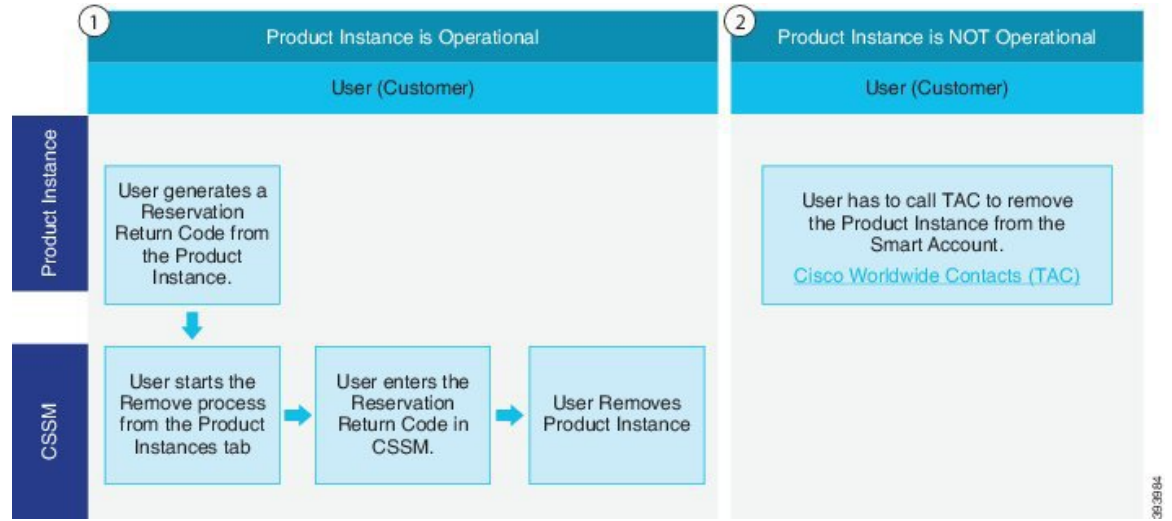 1
Product Instance is Operational
User (Customer)
2
Product Instance is NOT Operational
User (Customer)
Product Instance
User generates a
Reservation
Return Code from
the Product
Instance.
User has to call TAC to remove
the Product Instance from the
Smart Account.
Cisco Worldwide Contacts (TAC)
CSSM
User starts the
Remove process
from the Product
Instances tab
User enters the
Reservation
Return Code in
CSSM.
User Removes
Product Instance
393984